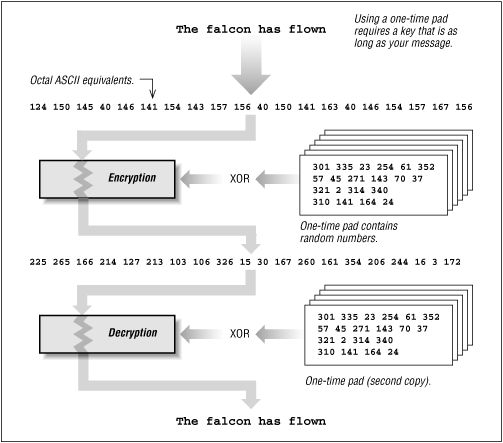 The falcon has flown
Using a one-time pad
requires a key that is as
long as your message.
Octal ASCII equivalents.
124 150 145 40 146 141 154 143 157 156 40 150 141 163 40 146 154 157 167 156
Encryption
XOR
301 335 23 254 61 352
57 45 271 143 70 37
321 2 314 340
310 141 164 24
One-time pad contains
random numbers.
225 265 166 214 127 213 103 106 326 15 30 167 260 161 354 206 244 16 3 172
Decryption
XOR
301 335 23 254 61 352
57 45 271 143 70 37
321 2 314 340
310 141 164 24
One-time pad (second copy).
The falcon has flown